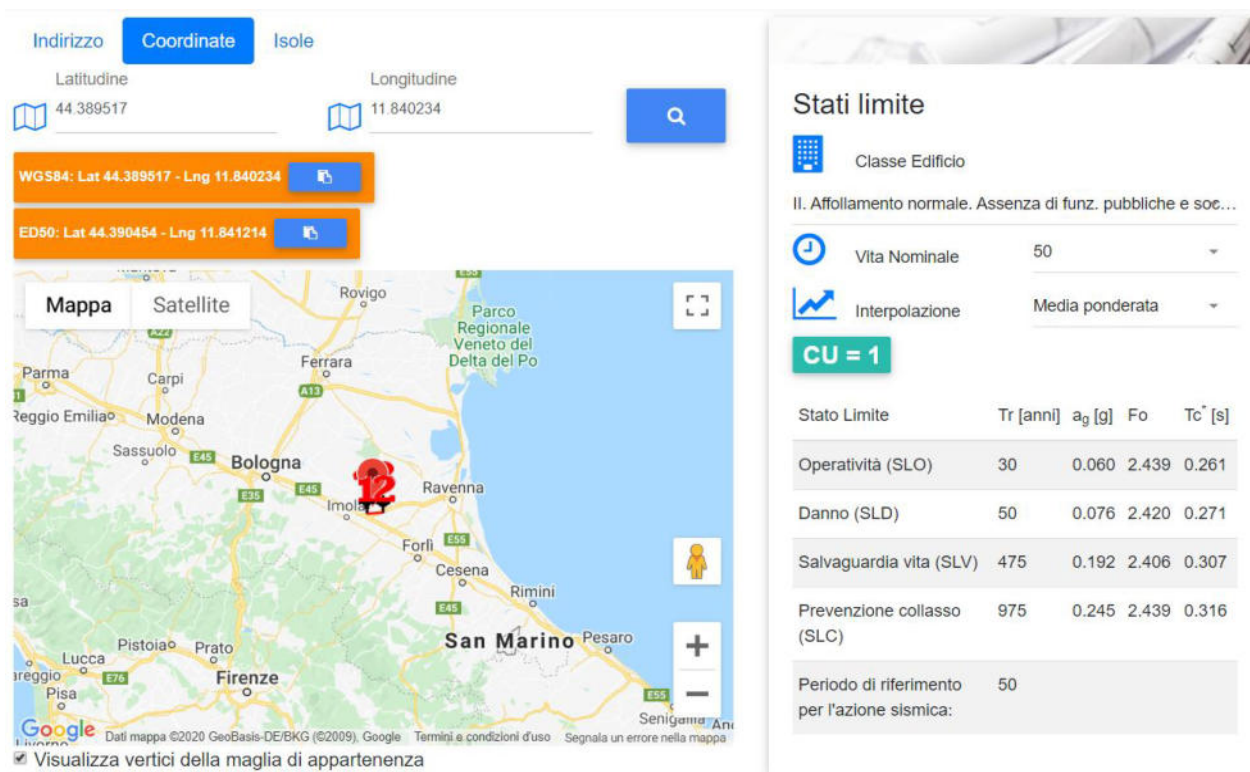 Indirizzo Coordinate Isole
Latitudine Longitudine
44.389517 11.840234
WGS84: Lat 44.389517 - Lng 11.840234
ED50: Lat 44.390454 - Lng 11.841214
Mappa Satellite
E55
Rovigo
Parco
Regionale
Veneto del
Delta del Po
A22
Ferrara
Parma
Carpi
A13
Reggio Emilia
Modena
Sassuolo E45 Bologna
E35 E45 Ravenna
12
Imola
Forlì E55
Cesena
Rimini
E45
San Marino Pesaro
Pistoia Prato
Lucca
E76 Firenze
Pisa
E55
Senigallia
Google
Livorno
Dati mappa ©2020 GeoBasis-DE/BKG (©2009), Google Termini e condizioni d'uso Segnala un errore nella mappa
Visualizza vertici della maglia di appartenenza
Stati limite
Classe Edificio
II. Affollamento normale. Assenza di funz. pubbliche e soc...
Vita Nominale 50
Interpolazione Media ponderata
CU = 1
Stato Limite Tr [anni] ag [g] Fo Tc* [s]
Operatività (SLO) 30 0.060 2.439 0.261
Danno (SLD) 50 0.076 2.420 0.271
Salvaguardia vita (SLV) 475 0.192 2.406 0.307
Prevenzione collasso 975 0.245 2.439 0.316
(SLC)
Periodo di riferimento 50
per l'azione sismica: